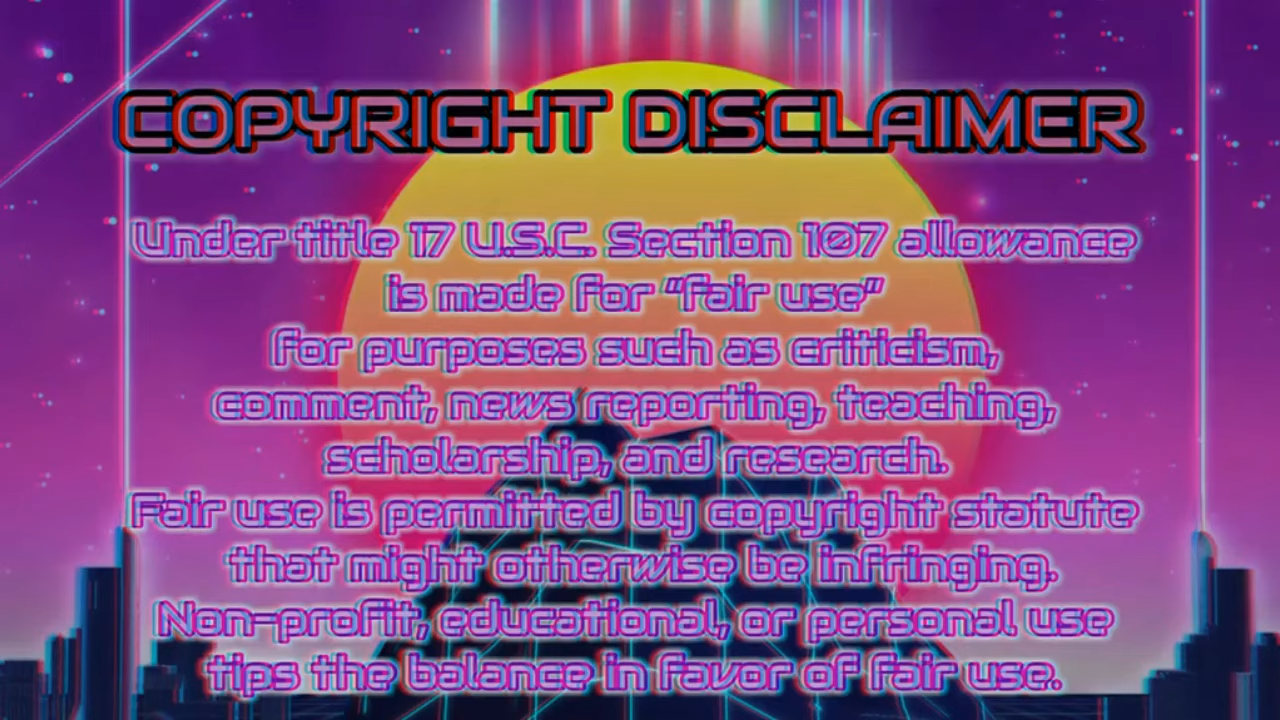 COPYRIGHT DISCLAIMER
Under title 17 U.S.C. Section 107 allowance
is made for "fair use"
for purposes such as criticism,
comment, news reporting, teaching,
scholarship, and research.
Fair use is permitted by copyright statute
that might otherwise be infringing.
Non-profit, educational, or personal use
tips the balance in favor of fair use.